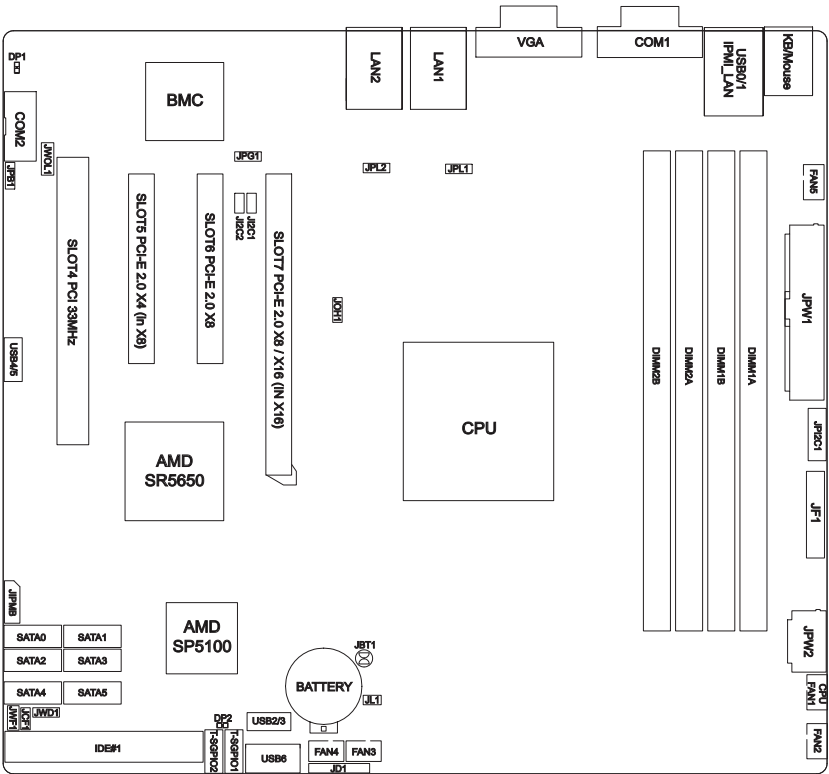 VGA
COM1
KB/Mouse
USB0/1
IPMI_LAN
LAN2
LAN1
DP1
BMC
COM2
JWOL1
JPB1
JPG1
JPL2
JPL1
FAN5
JI2C2
JI2C1
SLOT4 PCI 33MHz
SLOT5 PCI-E 2.0 X4 (In X8)
SLOT6 PCI-E 2.0 X8
SLOT7 PCI-E 2.0 X8 / X16 (IN X16)
JOH1
JPW1
USB4/5
DIMM2B
DIMM2A
DIMM1B
DIMM1A
CPU
JPI2C1
AMD
SR5650
JF1
JIPMB
AMD
SP5100
SATA0
SATA1
SATA2
SATA3
SATA4
SATA5
JBT1
JPW2
BATTERY
JL1
CPU
FAN1
JWF1
JCF1
JWD1
DP2
USB2/3
IDE#1
T-SGPIO2
T-SGPIO1
USB6
FAN4
FAN3
JD1
FAN2